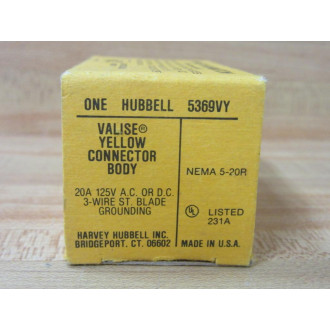 ONE HUBBELL 5369VY
VALISE®
YELLOW
CONNECTOR
BODY
20A 125V A.C. OR D.C.
3-WIRE ST. BLADE
GROUNDING
HARVEY HUBBELL INC.
BRIDGEPORT, CT. 06602
NEMA 5-20R
UL LISTED
231A
MADE IN U.S.A.